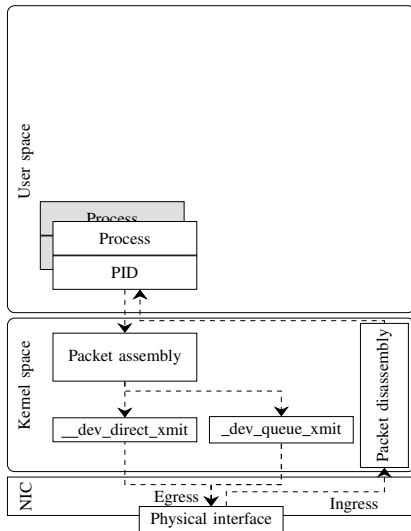 User space
Process
Process
PID
Kernel space
Packet assembly
Packet disassembly
__dev_direct_xmit
_dev_queue_xmit
NIC
Egress
Ingress
Physical interface